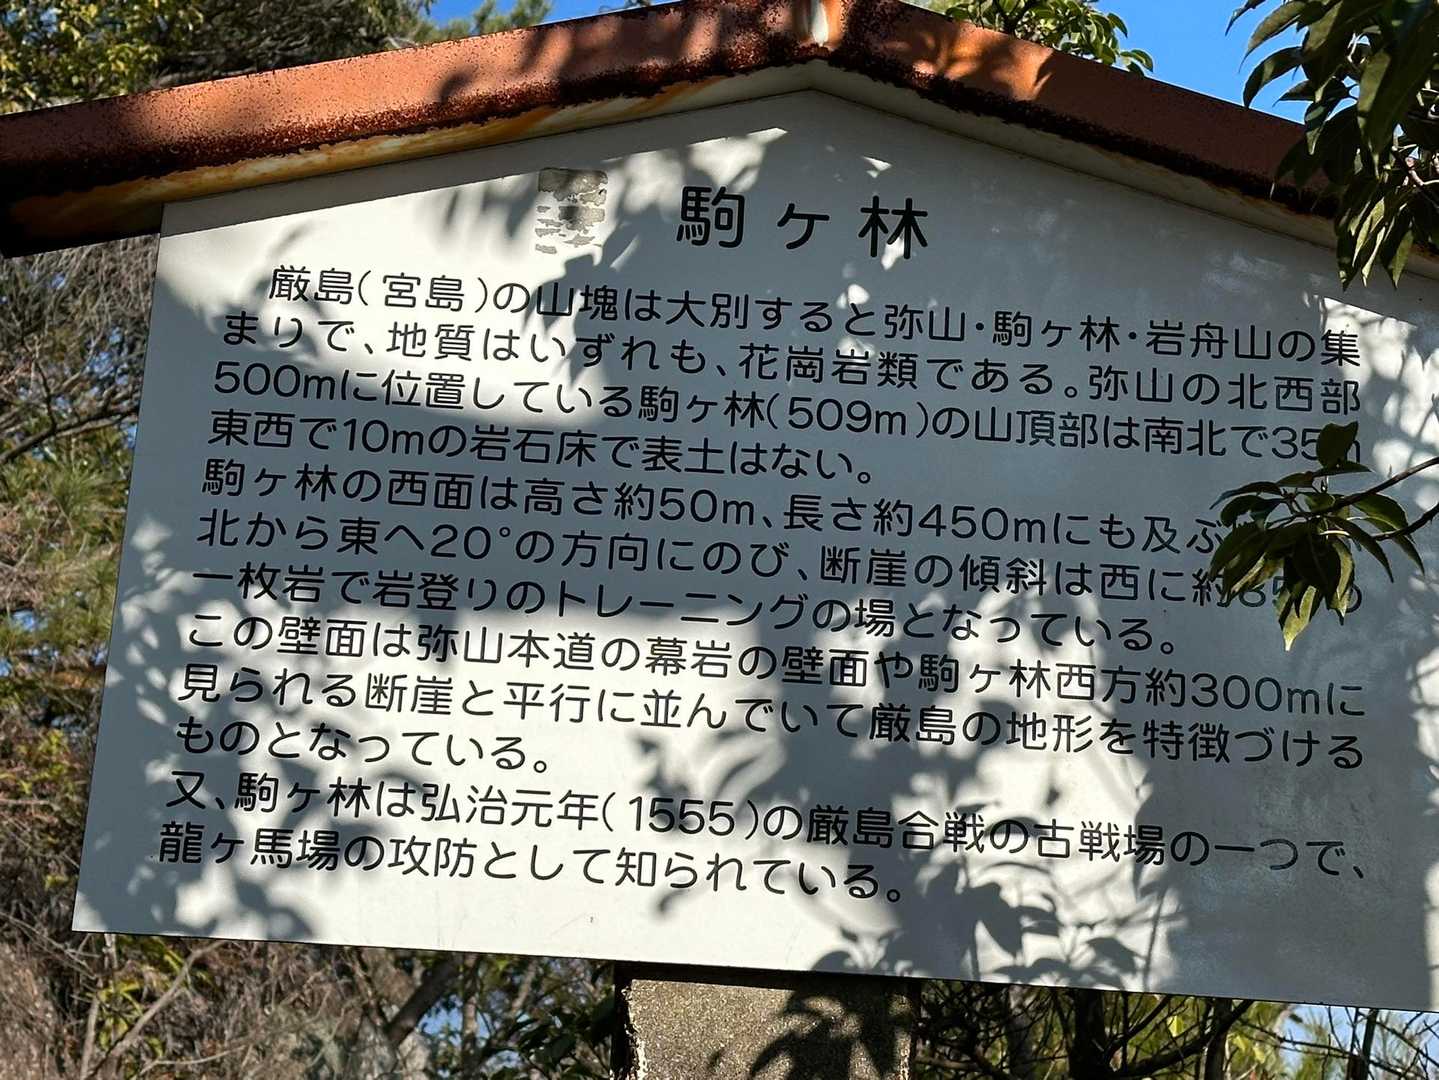 駒ヶ林
厳島(宮島)の山塊は大別すると弥山・駒ヶ林・岩舟山の集
まりで、地質はいずれも、花崗岩類である。弥山の北西部
500mに位置している駒ヶ林(509m)の山頂部は南北で35m
東西で10mの岩石床で表土はない。
駒ヶ林の西面は高さ約50m、長さ約450mにも及ぶ
北から東へ20°の方向にのび、断崖の傾斜は西に約85°の
一枚岩で岩登りのトレーニングの場となっている。
この壁面は弥山本道の幕岩の壁面や駒ヶ林西方約300mに
見られる断崖と平行に並んでいて厳島の地形を特徴づける
ものとなっている。
又、駒ヶ林は弘治元年(1555)の厳島合戦の古戦場の一つで、
龍ヶ馬場の攻防として知られている。